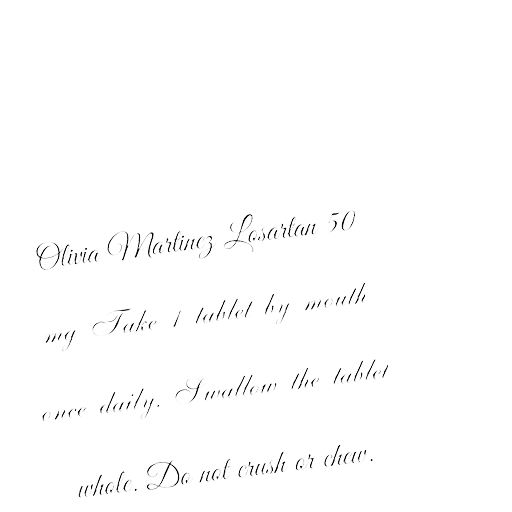 Olivia Martinez Losartan 50
mg Take 1 tablet by mouth
once daily. Swallow the tablet
whole. Do not crush or chew.